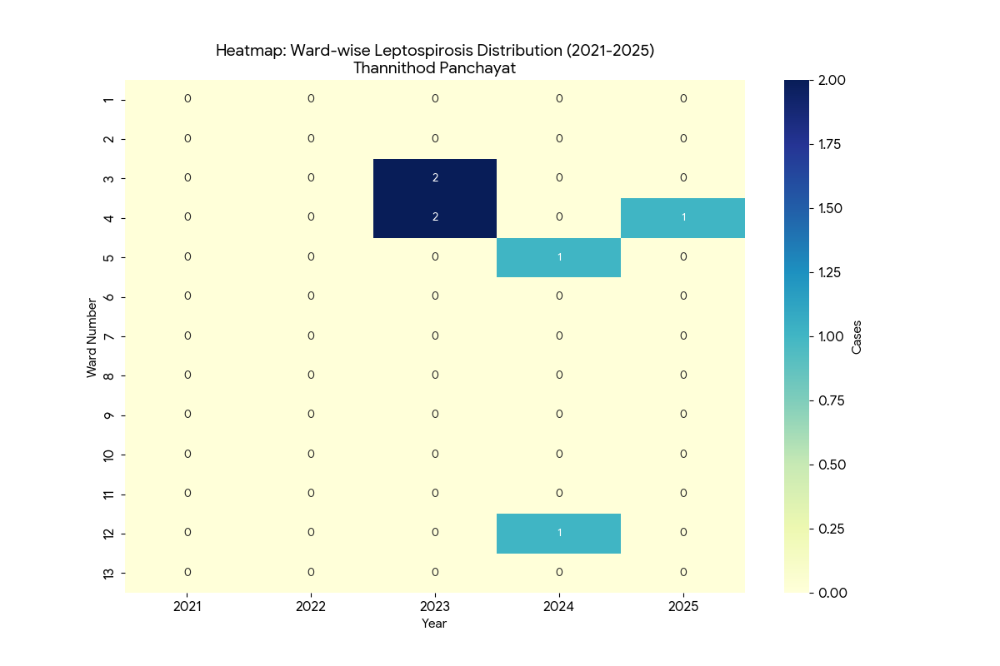 Heatmap: Ward-wise Leptospirosis Distribution (2021-2025)
Thannithod Panchayat
1 0 0 0 0 0
2 0 0 0 0 0
3 0 0 2 0 0
4 0 0 2 0 1
5 0 0 0 1 0
6 0 0 0 0 0
7 0 0 0 0 0
8 0 0 0 0 0
9 0 0 0 0 0
10 0 0 0 0 0
11 0 0 0 0 0
12 0 0 0 1 0
13 0 0 0 0 0
Ward Number
2021 2022 2023 2024 2025
Year
2.00
1.75
1.50
1.25
1.00
0.75
0.50
0.25
0.00
Cases